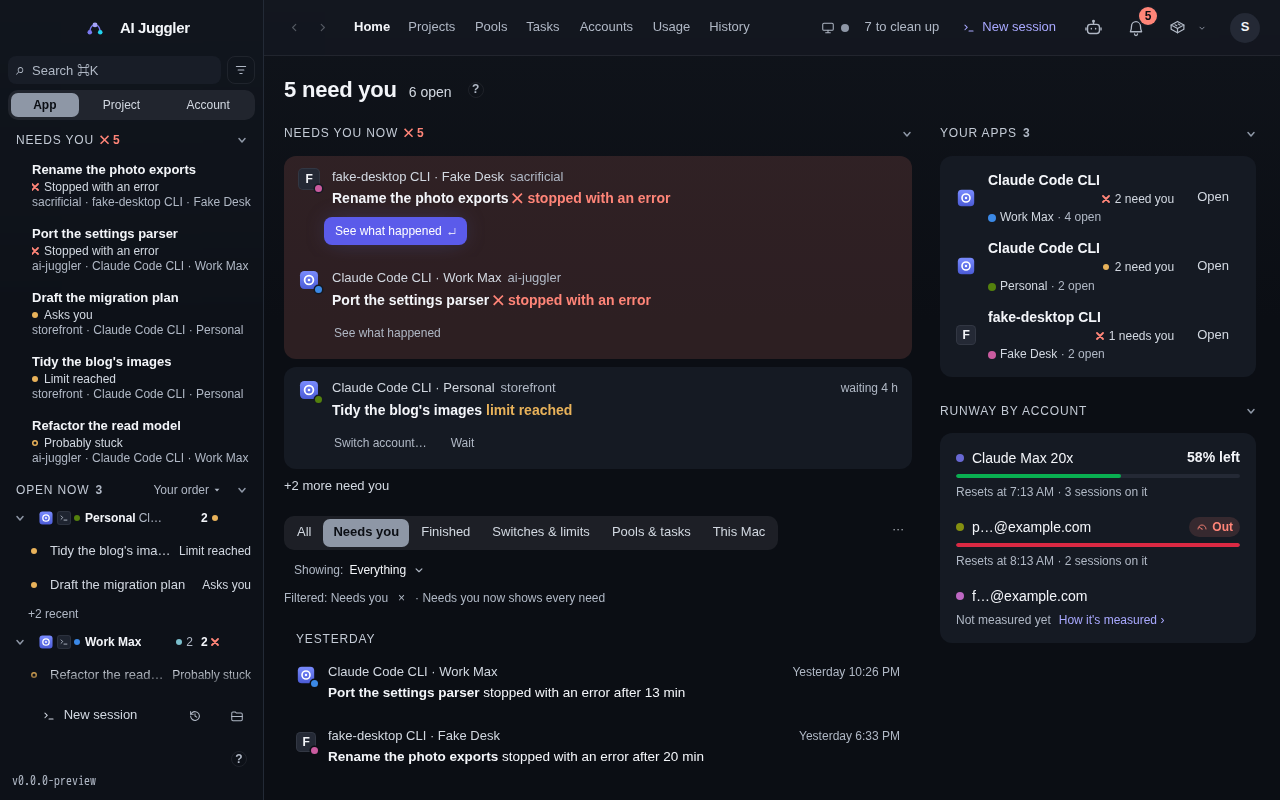 AI Juggler
Search ⌘K
App Project Account
NEEDS YOU 5
Rename the photo exports
Stopped with an error
sacrificial · fake-desktop CLI · Fake Desk
Port the settings parser
Stopped with an error
ai-juggler · Claude Code CLI · Work Max
Draft the migration plan
Asks you
storefront · Claude Code CLI · Personal
Tidy the blog's images
Limit reached
storefront · Claude Code CLI · Personal
Refactor the read model
Probably stuck
ai-juggler · Claude Code CLI · Work Max
OPEN NOW 3 Your order
Personal Cl… 2
Tidy the blog's ima… Limit reached
Draft the migration plan Asks you
+2 recent
Work Max 2 2
Refactor the read… Probably stuck
New session
?
v0.0.0-preview
Home Projects Pools Tasks Accounts Usage History
7 to clean up New session 5 S
5 need you 6 open ?
NEEDS YOU NOW 5
F fake-desktop CLI · Fake Desk sacrificial
Rename the photo exports stopped with an error
See what happened
Claude Code CLI · Work Max ai-juggler
Port the settings parser stopped with an error
See what happened
Claude Code CLI · Personal storefront waiting 4 h
Tidy the blog's images limit reached
Switch account… Wait
+2 more need you
All Needs you Finished Switches & limits Pools & tasks This Mac …
Showing: Everything
Filtered: Needs you × · Needs you now shows every need
YESTERDAY
Claude Code CLI · Work Max Yesterday 10:26 PM
Port the settings parser stopped with an error after 13 min
F fake-desktop CLI · Fake Desk Yesterday 6:33 PM
Rename the photo exports stopped with an error after 20 min
YOUR APPS 3
Claude Code CLI
2 need you Open
Work Max · 4 open
Claude Code CLI
2 need you Open
Personal · 2 open
F fake-desktop CLI
1 needs you Open
Fake Desk · 2 open
RUNWAY BY ACCOUNT
Claude Max 20x 58% left
Resets at 7:13 AM · 3 sessions on it
p…@example.com Out
Resets at 8:13 AM · 2 sessions on it
f…@example.com
Not measured yet How it's measured ›